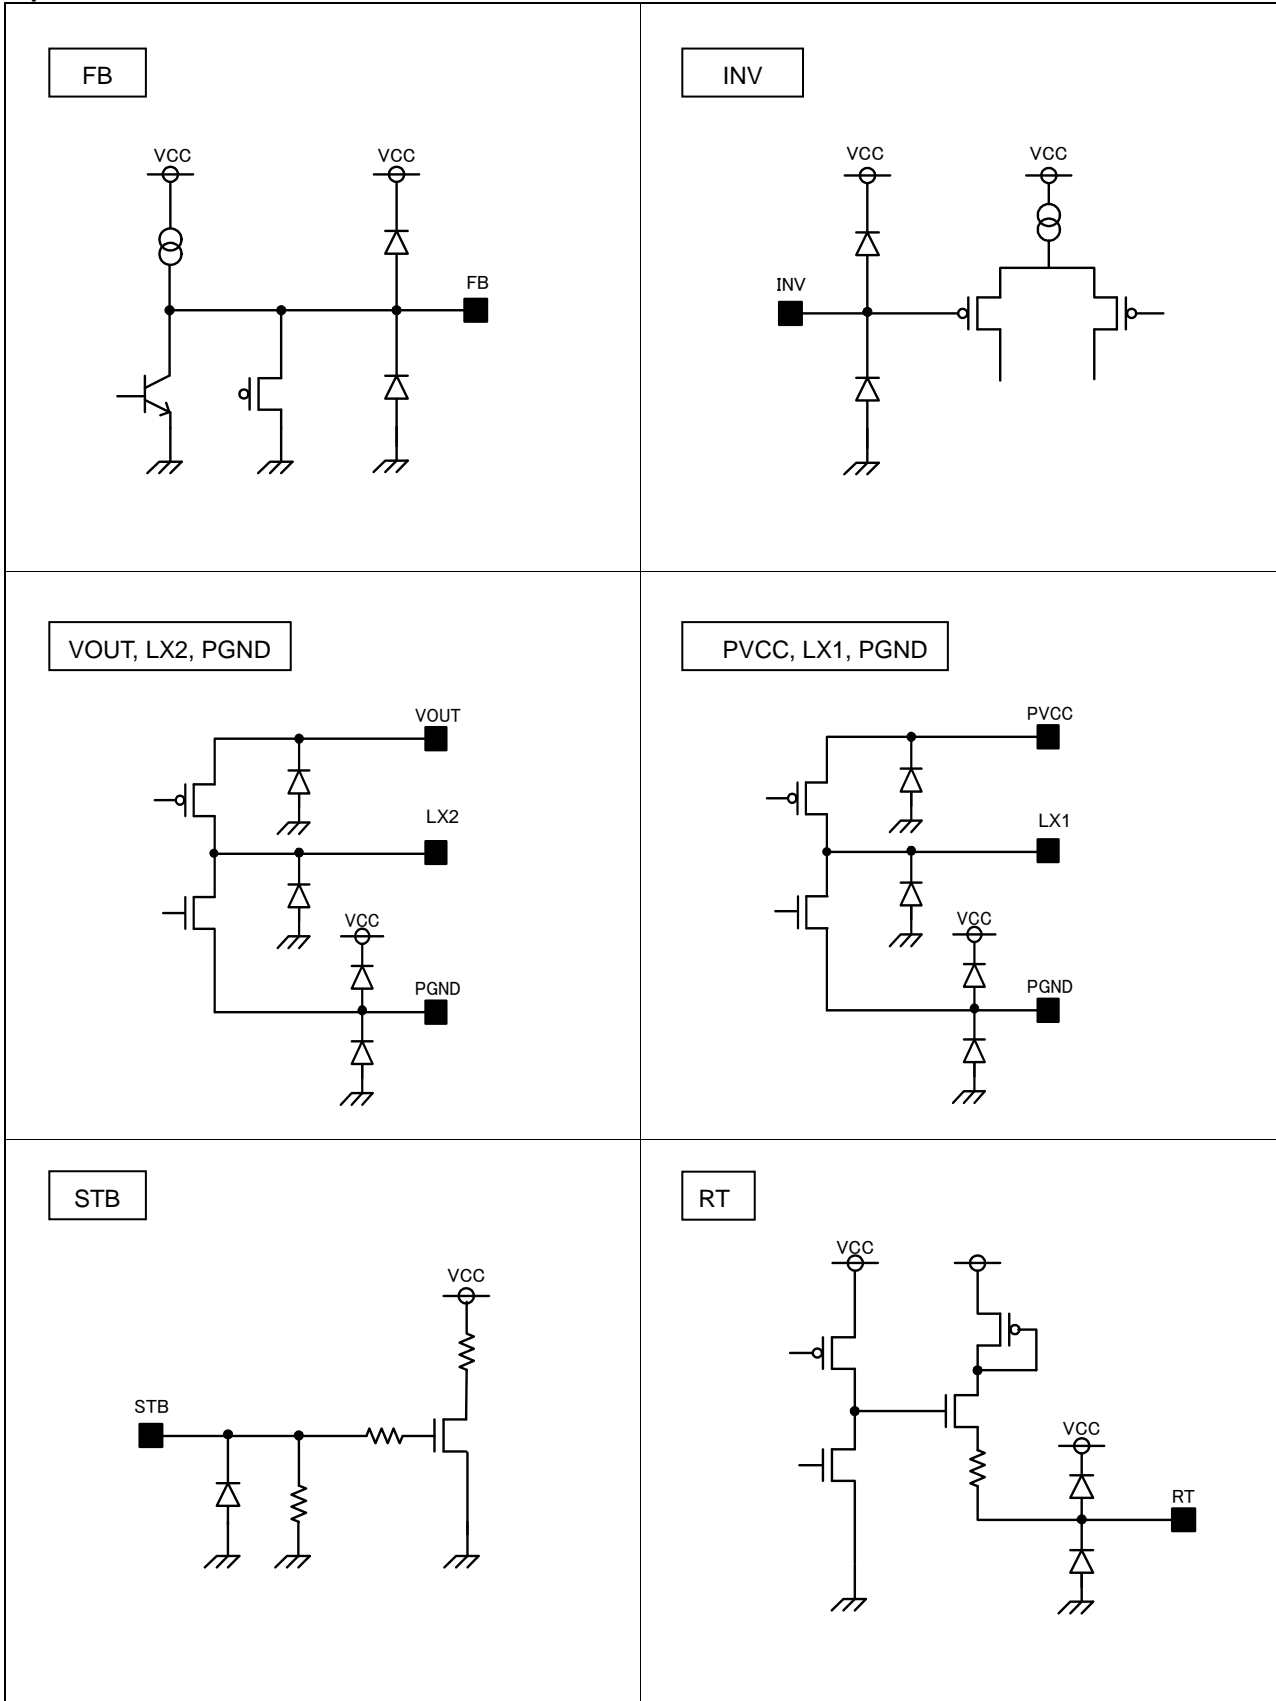 FB
VCC
VCC
FB
INV
VCC
VCC
INV
VOUT, LX2, PGND
VOUT
LX2
VCC
PGND
PVCC, LX1, PGND
PVCC
LX1
VCC
PGND
STB
VCC
STB
RT
VCC
VCC
RT